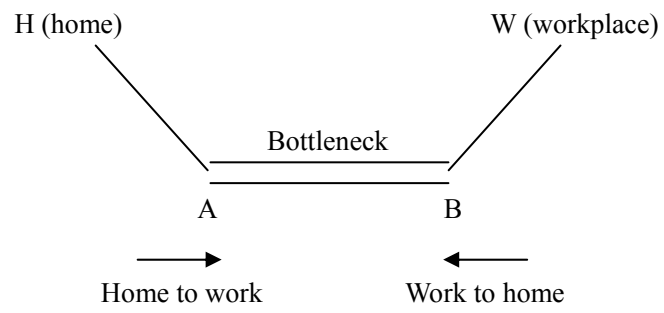 H (home)
W (workplace)
Bottleneck
A
B
Home to work
Work to home